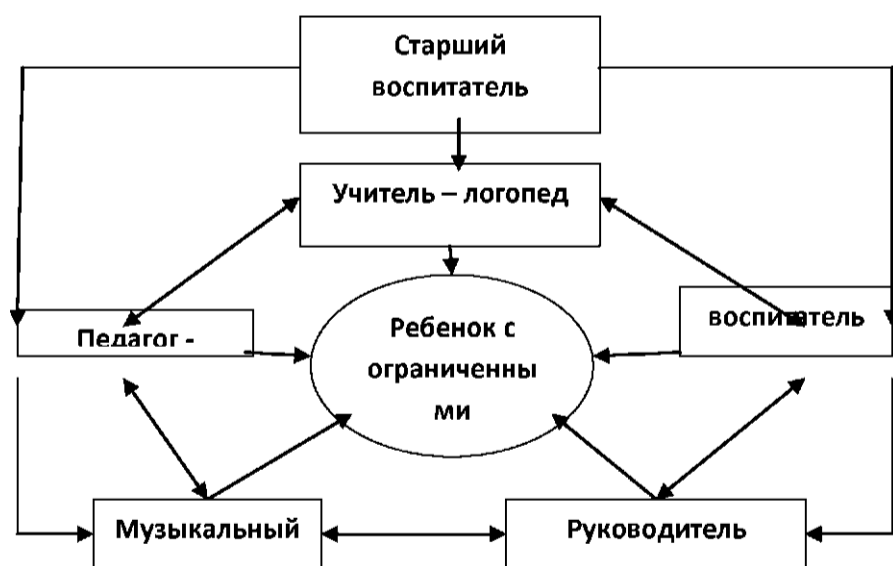 Старший
воспитатель
Учитель – логопед
Педагог -
Ребенок с
ограниченны
ми
воспитатель
Музыкальный
Руководитель